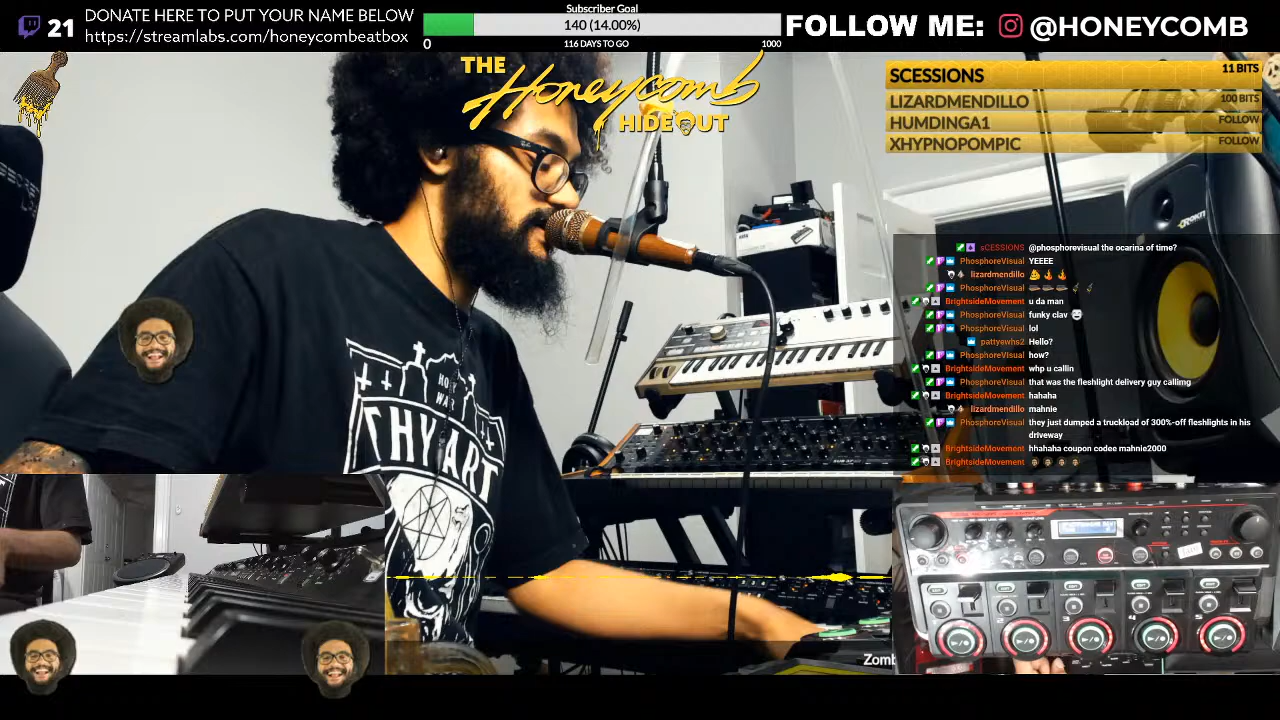 21
DONATE HERE TO PUT YOUR NAME BELOW
https://streamlabs.com/honeycombeatbox
Subscriber Goal
140 (14.00%)
0
116 DAYS TO GO
1000
FOLLOW ME: @HONEYCOMB
THE
Honeycomb
HIDEOUT
SCESSIONS 11 BITS
LIZARDMENDILLO 100 BITS
HUMDINGA1 FOLLOW
XHYPNOPOMPIC FOLLOW
sCESSIONS @phosphorevisual the ocarina of time?
PhosphoreVisual YEEEE
lizardmendillo
PhosphoreVisual
BrightsideMovement u da man
PhosphoreVisual funky clav
PhosphoreVisual lol
pattyewhs2 Hello?
PhosphoreVisual how?
BrightsideMovement whp u callin
PhosphoreVisual that was the fleshlight delivery guy callimg
BrightsideMovement hahaha
lizardmendillo mahnie
PhosphoreVisual they just dumped a truckload of 300%-off fleshlights in his
driveway
BrightsideMovement hhahaha coupon codee mahnie2000
BrightsideMovement
ROKIT
THY ART
Zomb